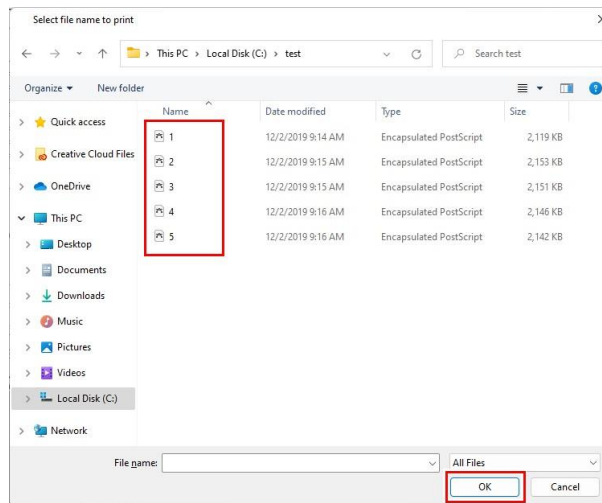 Select file name to print
This PC > Local Disk (C:) > test
Search test
Organize New folder
Name Date modified Type Size
Quick access
Creative Cloud Files
OneDrive
This PC
Desktop
Documents
Downloads
Music
Pictures
Videos
Local Disk (C:)
Network
1 12/2/2019 9:14 AM Encapsulated PostScript 2,119 KB
2 12/2/2019 9:15 AM Encapsulated PostScript 2,153 KB
3 12/2/2019 9:15 AM Encapsulated PostScript 2,151 KB
4 12/2/2019 9:16 AM Encapsulated PostScript 2,146 KB
5 12/2/2019 9:16 AM Encapsulated PostScript 2,142 KB
File name: All Files
OK Cancel